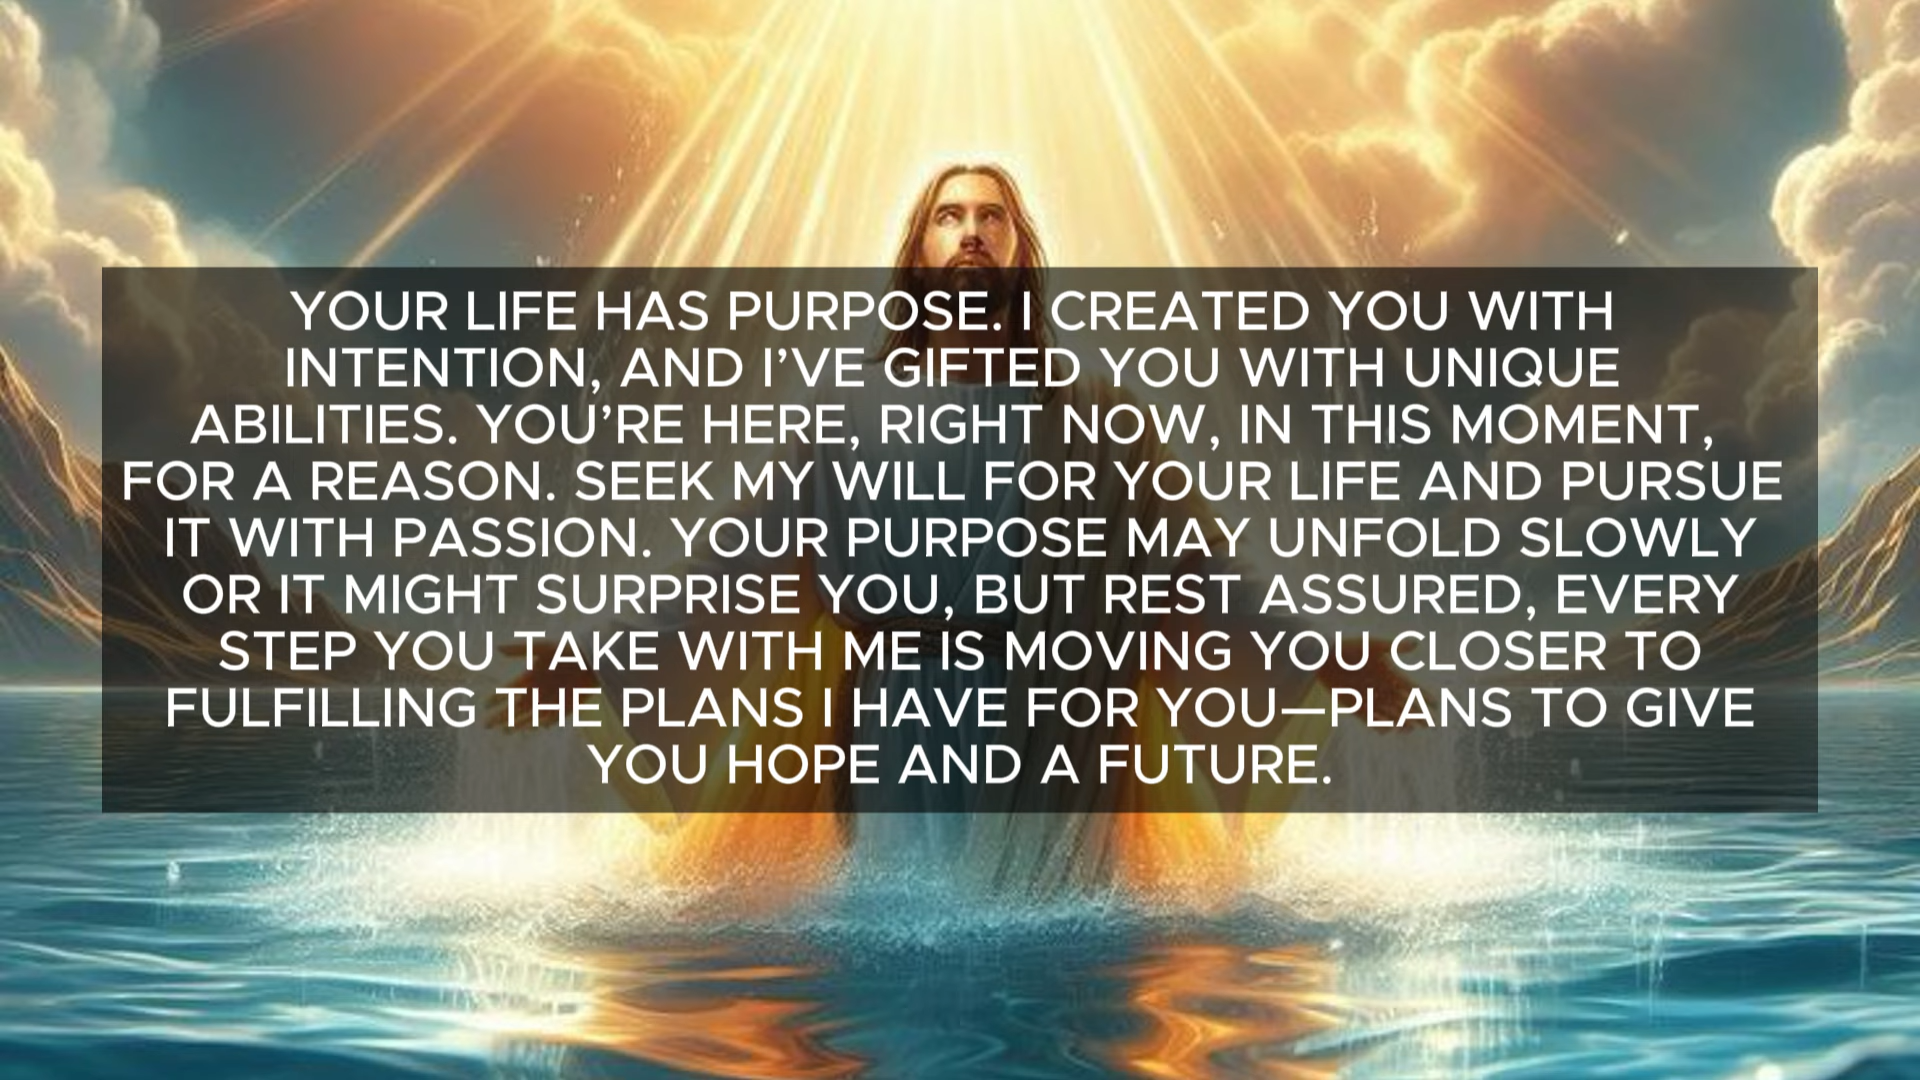 YOUR LIFE HAS PURPOSE. I CREATED YOU WITH
INTENTION, AND I’VE GIFTED YOU WITH UNIQUE
ABILITIES. YOU’RE HERE, RIGHT NOW, IN THIS MOMENT,
FOR A REASON. SEEK MY WILL FOR YOUR LIFE AND PURSUE
IT WITH PASSION. YOUR PURPOSE MAY UNFOLD SLOWLY
OR IT MIGHT SURPRISE YOU, BUT REST ASSURED, EVERY
STEP YOU TAKE WITH ME IS MOVING YOU CLOSER TO
FULFILLING THE PLANS I HAVE FOR YOU—PLANS TO GIVE
YOU HOPE AND A FUTURE.